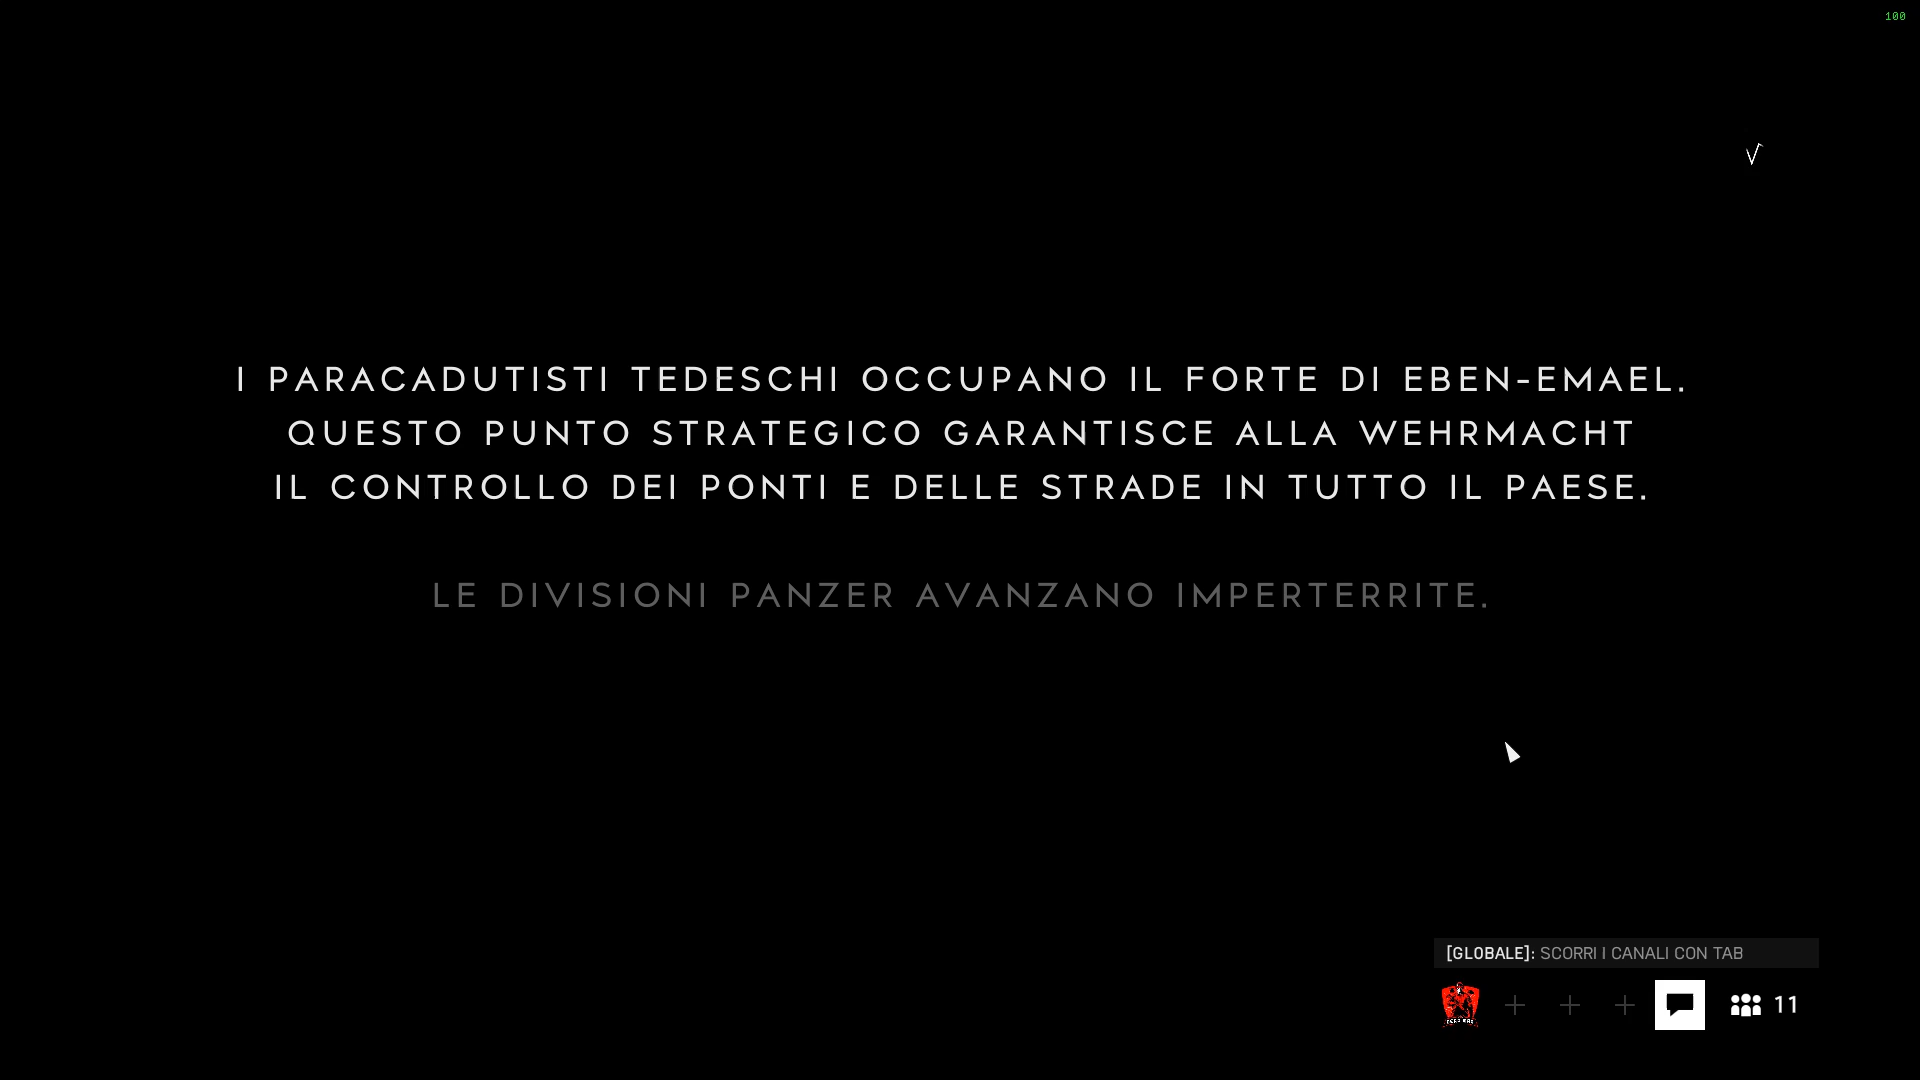 100
I PARACADUTISTI TEDESCHI OCCUPANO IL FORTE DI EBEN-EMAEL.
QUESTO PUNTO STRATEGICO GARANTISCE ALLA WEHRMACHT
IL CONTROLLO DEI PONTI E DELLE STRADE IN TUTTO IL PAESE.
LE DIVISIONI PANZER AVANZANO IMPERTERRITE.
[GLOBALE]: SCORRI I CANALI CON TAB
11